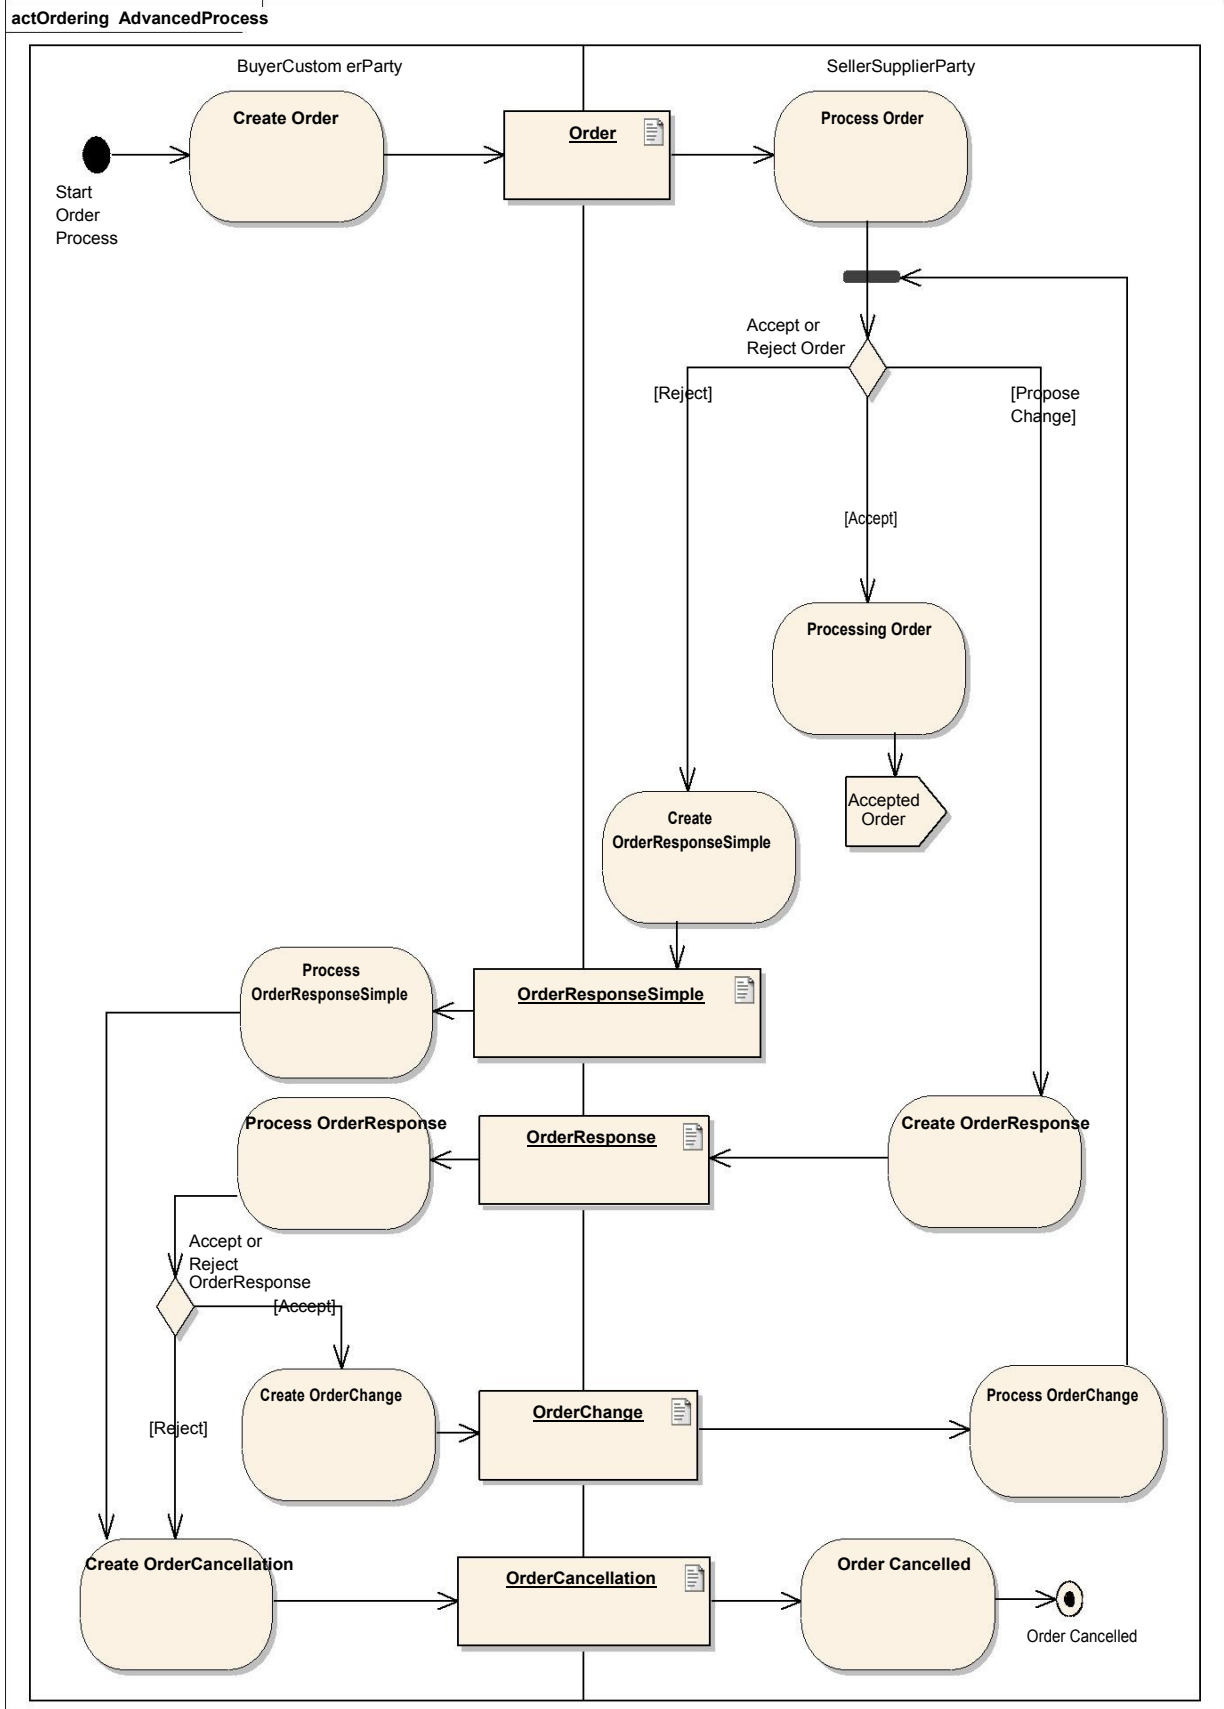 actOrdering AdvancedProcess
BuyerCustom erParty
SellerSupplierParty
Create Order
Order
Process Order
Start
Order
Process
Accept or
Reject Order
[Reject]
[Propose
Change]
[Accept]
Processing Order
Accepted
Order
Create
OrderResponseSimple
Process
OrderResponseSimple
OrderResponseSimple
Process OrderResponse
OrderResponse
Create OrderResponse
Accept or
Reject
OrderResponse
[Accept]
Create OrderChange
OrderChange
Process OrderChange
[Reject]
Create OrderCancellation
OrderCancellation
Order Cancelled
Order Cancelled